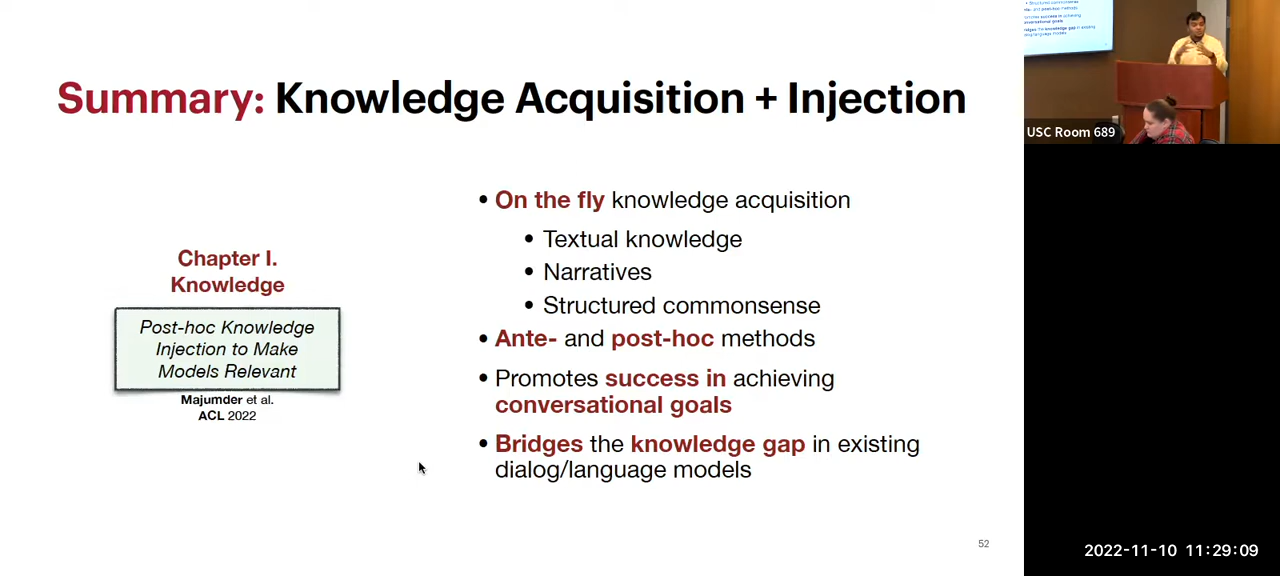 Summary: Knowledge Acquisition + Injection
Chapter I.
Knowledge
Post-hoc Knowledge
Injection to Make
Models Relevant
Majumder et al.
ACL 2022
• On the fly knowledge acquisition
• Textual knowledge
• Narratives
• Structured commonsense
• Ante- and post-hoc methods
• Promotes success in achieving
conversational goals
• Bridges the knowledge gap in existing
dialog/language models
52
USC Room 689
2022-11-10 11:29:09